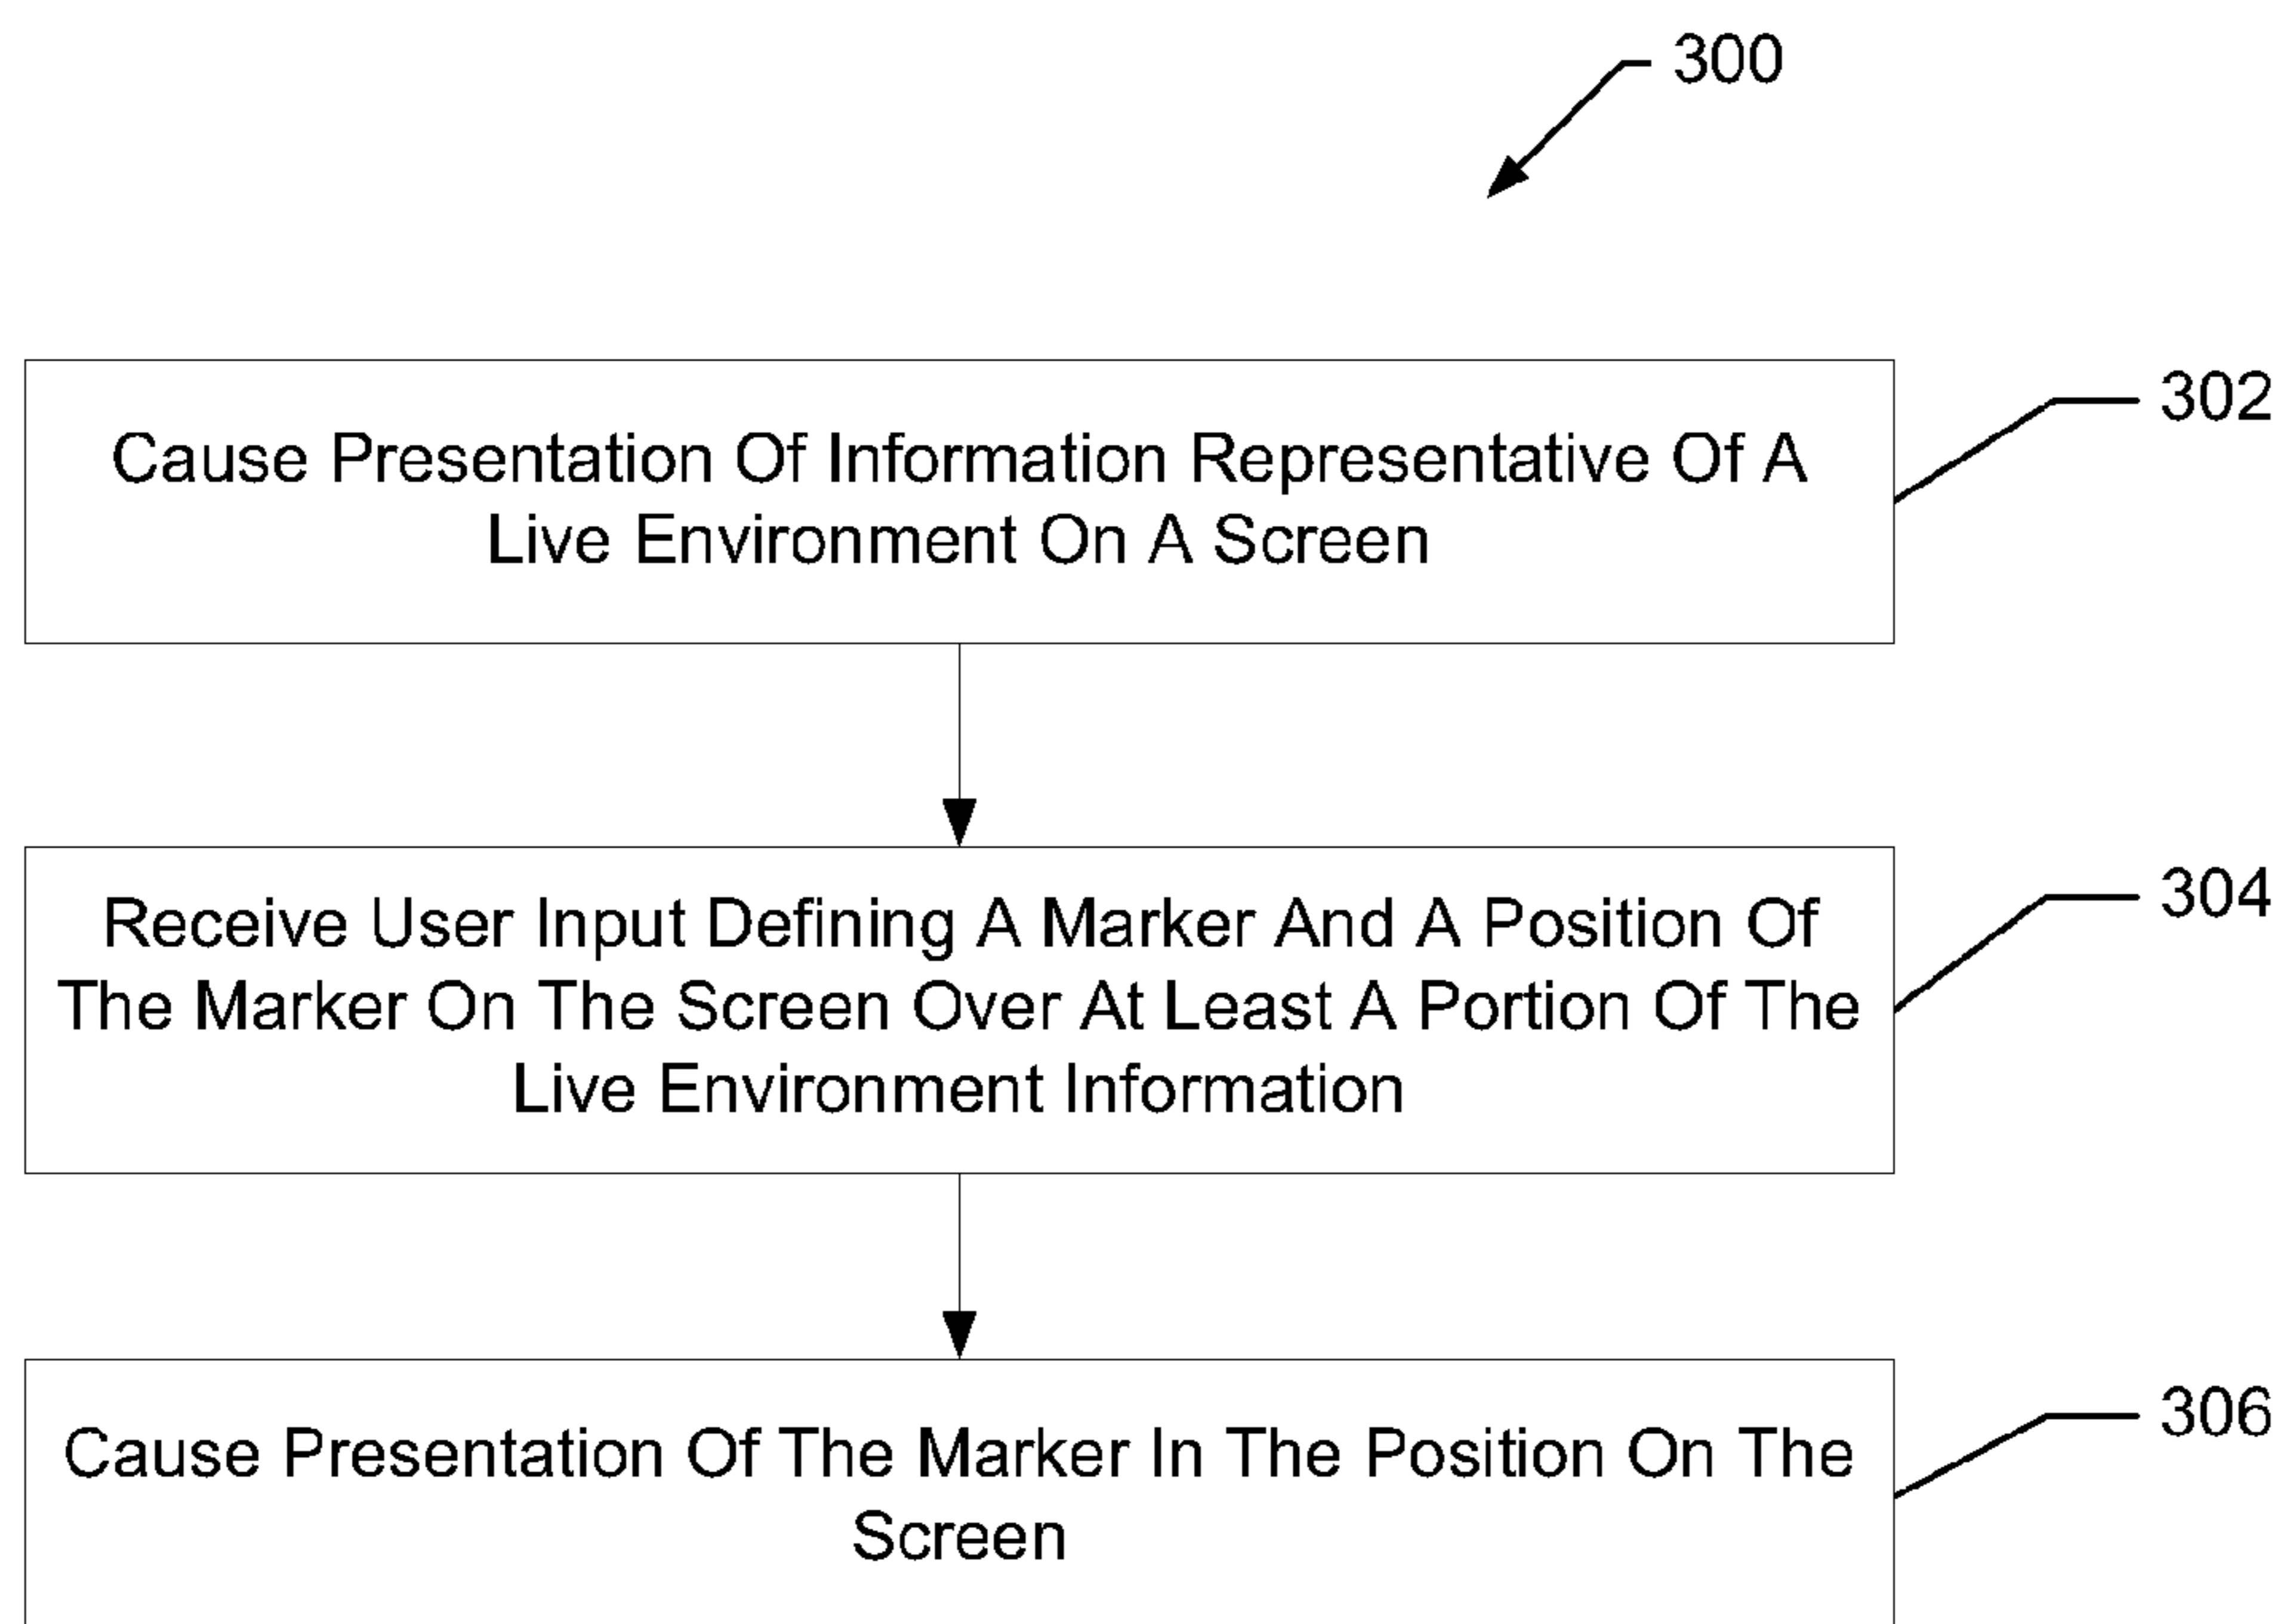 300
Cause Presentation Of Information Representative Of A
Live Environment On A Screen
302
Receive User Input Defining A Marker And A Position Of
The Marker On The Screen Over At Least A Portion Of The
Live Environment Information
304
Cause Presentation Of The Marker In The Position On The
Screen
306